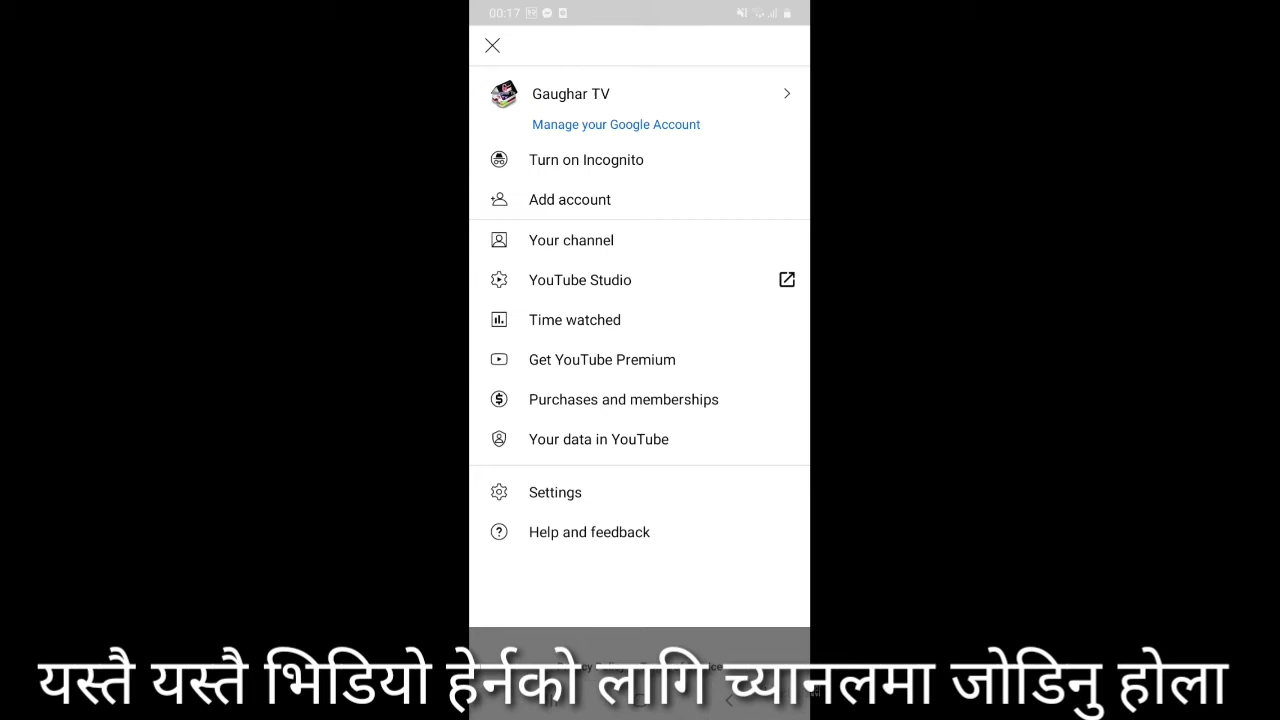 00:17
Gaughar TV
Manage your Google Account
Turn on Incognito
Add account
Your channel
YouTube Studio
Time watched
Get YouTube Premium
Purchases and memberships
Your data in YouTube
Settings
Help and feedback
यस्तै यस्तै भिडियो हेर्नको लागि च्यानलमा जोडिनु होला